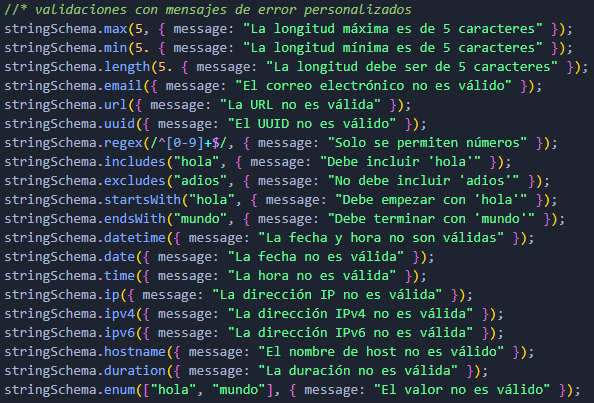 //* validaciones con mensajes de error personalizados
stringSchema.max(5, { message: "La longitud máxima es de 5 caracteres" });
stringSchema.min(5. { message: "La longitud mínima es de 5 caracteres" });
stringSchema.length(5. { message: "La longitud debe ser de 5 caracteres" });
stringSchema.email({ message: "El correo electrónico no es válido" });
stringSchema.url({ message: "La URL no es válida" });
stringSchema.uuid({ message: "El UUID no es válido" });
stringSchema.regex(/^[0-9]+$/, { message: "Solo se permiten números" });
stringSchema.includes("hola", { message: "Debe incluir 'hola'" });
stringSchema.excludes("adios", { message: "No debe incluir 'adios'" });
stringSchema.startsWith("hola", { message: "Debe empezar con 'hola'" });
stringSchema.endsWith("mundo", { message: "Debe terminar con 'mundo'" });
stringSchema.datetime({ message: "La fecha y hora no son válidas" });
stringSchema.date({ message: "La fecha no es válida" });
stringSchema.time({ message: "La hora no es válida" });
stringSchema.ip({ message: "La dirección IP no es válida" });
stringSchema.ipv4({ message: "La dirección IPv4 no es válida" });
stringSchema.ipv6({ message: "La dirección IPv6 no es válida" });
stringSchema.hostname({ message: "El nombre de host no es válido" });
stringSchema.duration({ message: "La duración no es válida" });
stringSchema.enum(["hola", "mundo"], { message: "El valor no es válido" });